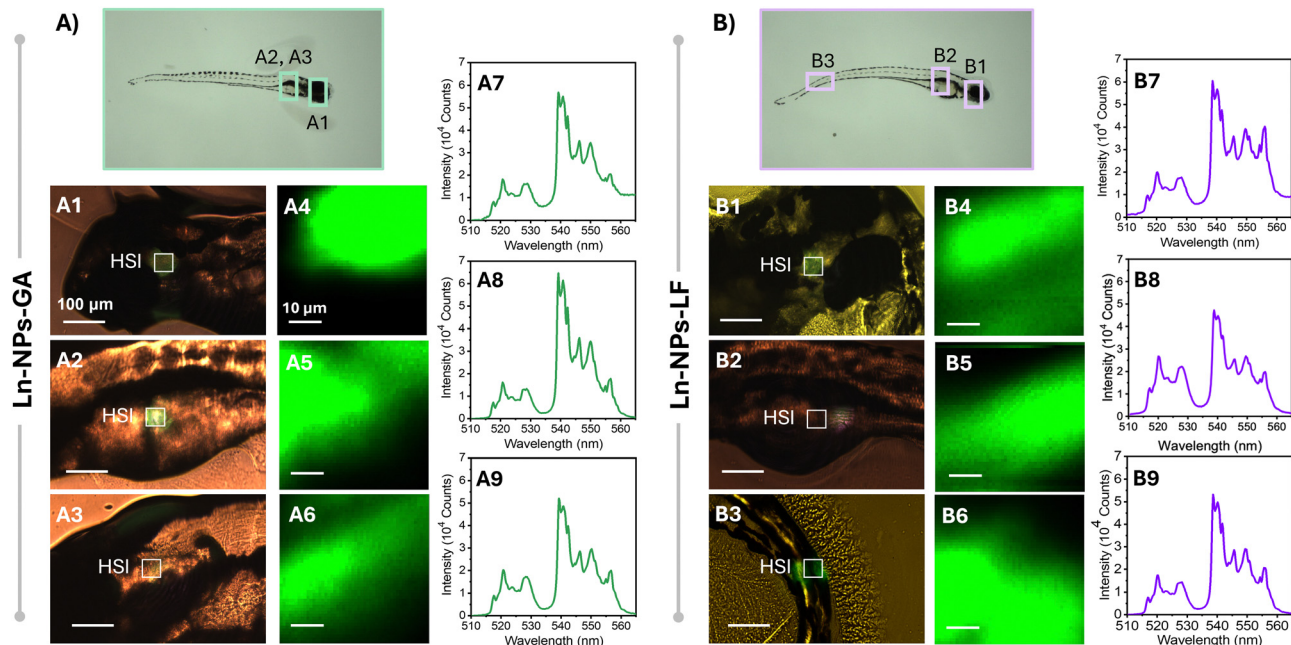 A)
A2, A3
A1
Ln-NPs-GA
A1
HSI
100 µm
A4
10 µm
A2
HSI
A5
A3
HSI
A6
A7
Intensity (10⁴ Counts)
7
6
5
4
3
2
1
0
510 520 530 540 550 560
Wavelength (nm)
A8
Intensity (10⁴ Counts)
7
6
5
4
3
2
1
0
510 520 530 540 550 560
Wavelength (nm)
A9
Intensity (10⁴ Counts)
7
6
5
4
3
2
1
0
510 520 530 540 550 560
Wavelength (nm)
B)
B3
B2
B1
Ln-NPs-LF
B1
HSI
B4
B2
HSI
B5
B3
HSI
B6
B7
Intensity (10⁴ Counts)
7
6
5
4
3
2
1
0
510 520 530 540 550 560
Wavelength (nm)
B8
Intensity (10⁴ Counts)
7
6
5
4
3
2
1
0
510 520 530 540 550 560
Wavelength (nm)
B9
Intensity (10⁴ Counts)
7
6
5
4
3
2
1
0
510 520 530 540 550 560
Wavelength (nm)